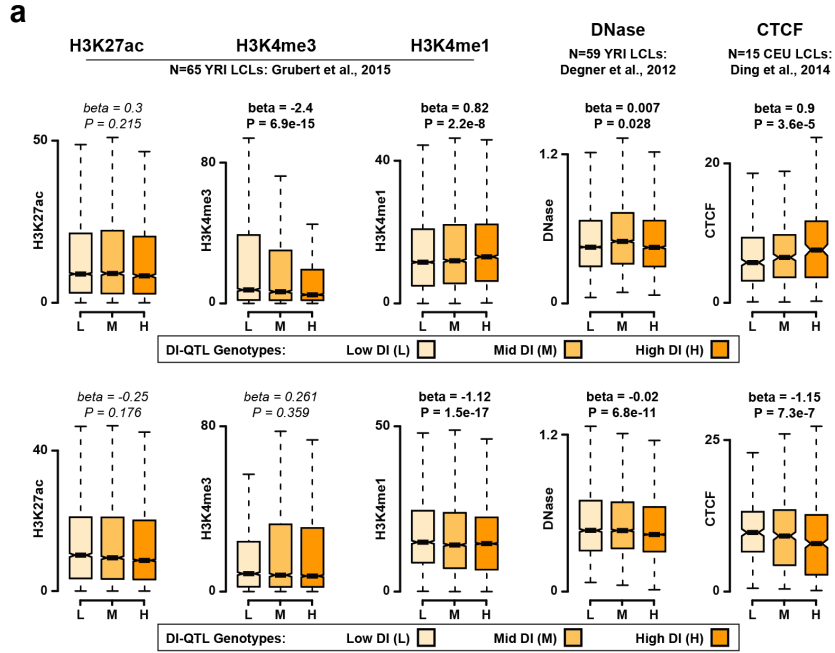 a
H3K27ac H3K4me3 H3K4me1
N=65 YRI LCLs: Grubert et al., 2015
DNase
N=59 YRI LCLs:
Degner et al., 2012
CTCF
N=15 CEU LCLs:
Ding et al., 2014
beta = 0.3
P = 0.215
H3K27ac
50
0
L M H
beta = -2.4
P = 6.9e-15
H3K4me3
80
0
L M H
beta = 0.82
P = 2.2e-8
H3K4me1
40
0
L M H
beta = 0.007
P = 0.028
DNase
1.2
0
L M H
beta = 0.9
P = 3.6e-5
CTCF
20
0
L M H
DI-QTL Genotypes: Low DI (L) Mid DI (M) High DI (H)
beta = -0.25
P = 0.176
H3K27ac
40
0
L M H
beta = 0.261
P = 0.359
H3K4me3
80
0
L M H
beta = -1.12
P = 1.5e-17
H3K4me1
50
0
L M H
beta = -0.02
P = 6.8e-11
DNase
1.2
0
L M H
beta = -1.15
P = 7.3e-7
CTCF
25
0
L M H
DI-QTL Genotypes: Low DI (L) Mid DI (M) High DI (H)